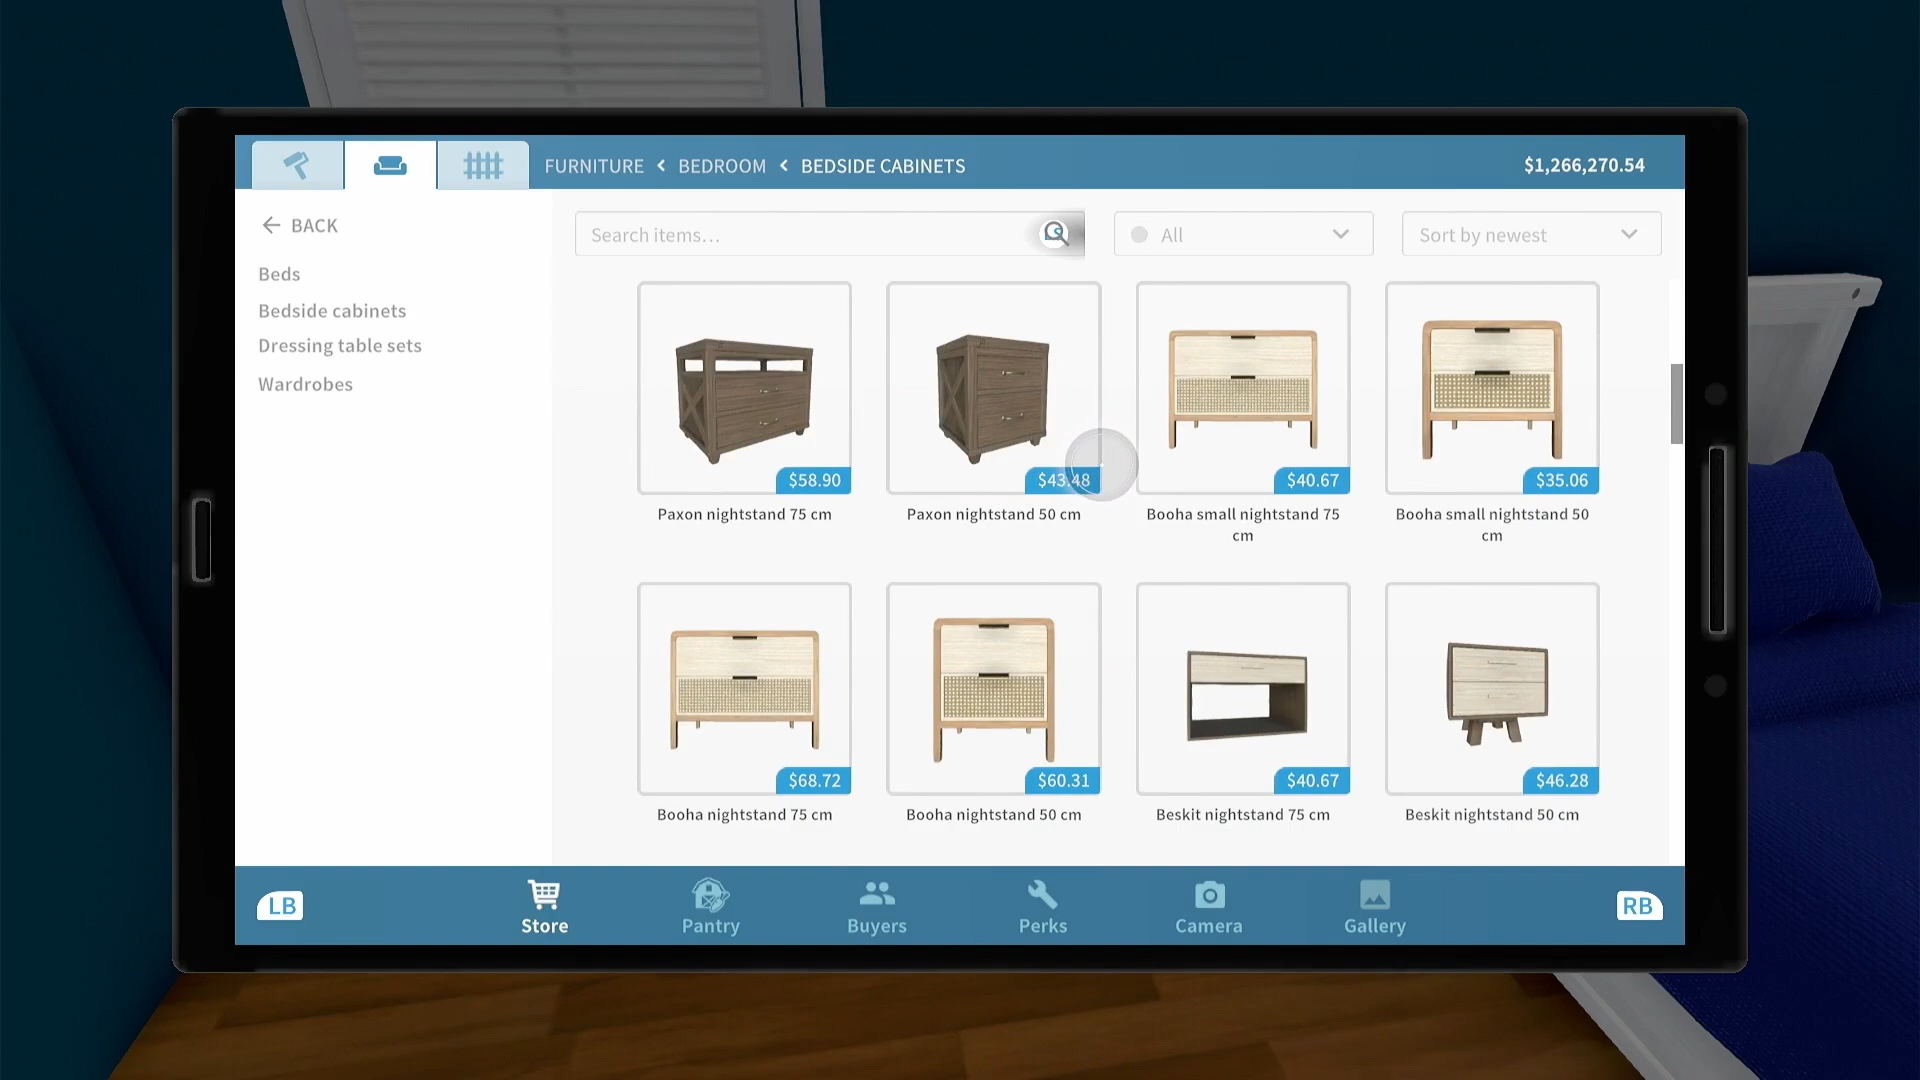 FURNITURE < BEDROOM < BEDSIDE CABINETS
$1,266,270.54
BACK
Beds
Bedside cabinets
Dressing table sets
Wardrobes
Search items...
All
Sort by newest
$58.90
$43.48
$40.67
$35.06
Paxon nightstand 75 cm
Paxon nightstand 50 cm
Booha small nightstand 75
cm
Booha small nightstand 50
cm
$68.72
$60.31
$40.67
$46.28
Booha nightstand 75 cm
Booha nightstand 50 cm
Beskit nightstand 75 cm
Beskit nightstand 50 cm
LB
Store
Pantry
Buyers
Perks
Camera
Gallery
RB